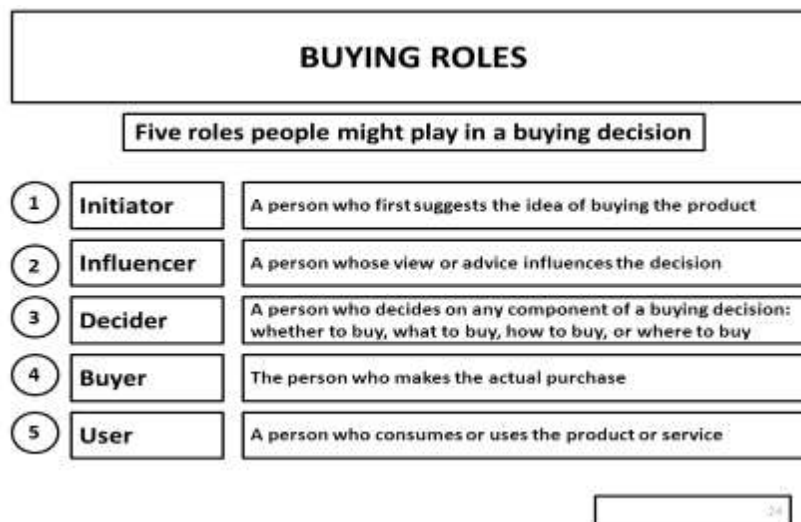 BUYING ROLES
Five roles people might play in a buying decision
1 Initiator A person who first suggests the idea of buying the product
2 Influencer A person whose view or advice influences the decision
3 Decider A person who decides on any component of a buying decision:
whether to buy, what to buy, how to buy, or where to buy
4 Buyer The person who makes the actual purchase
5 User A person who consumes or uses the product or service
24